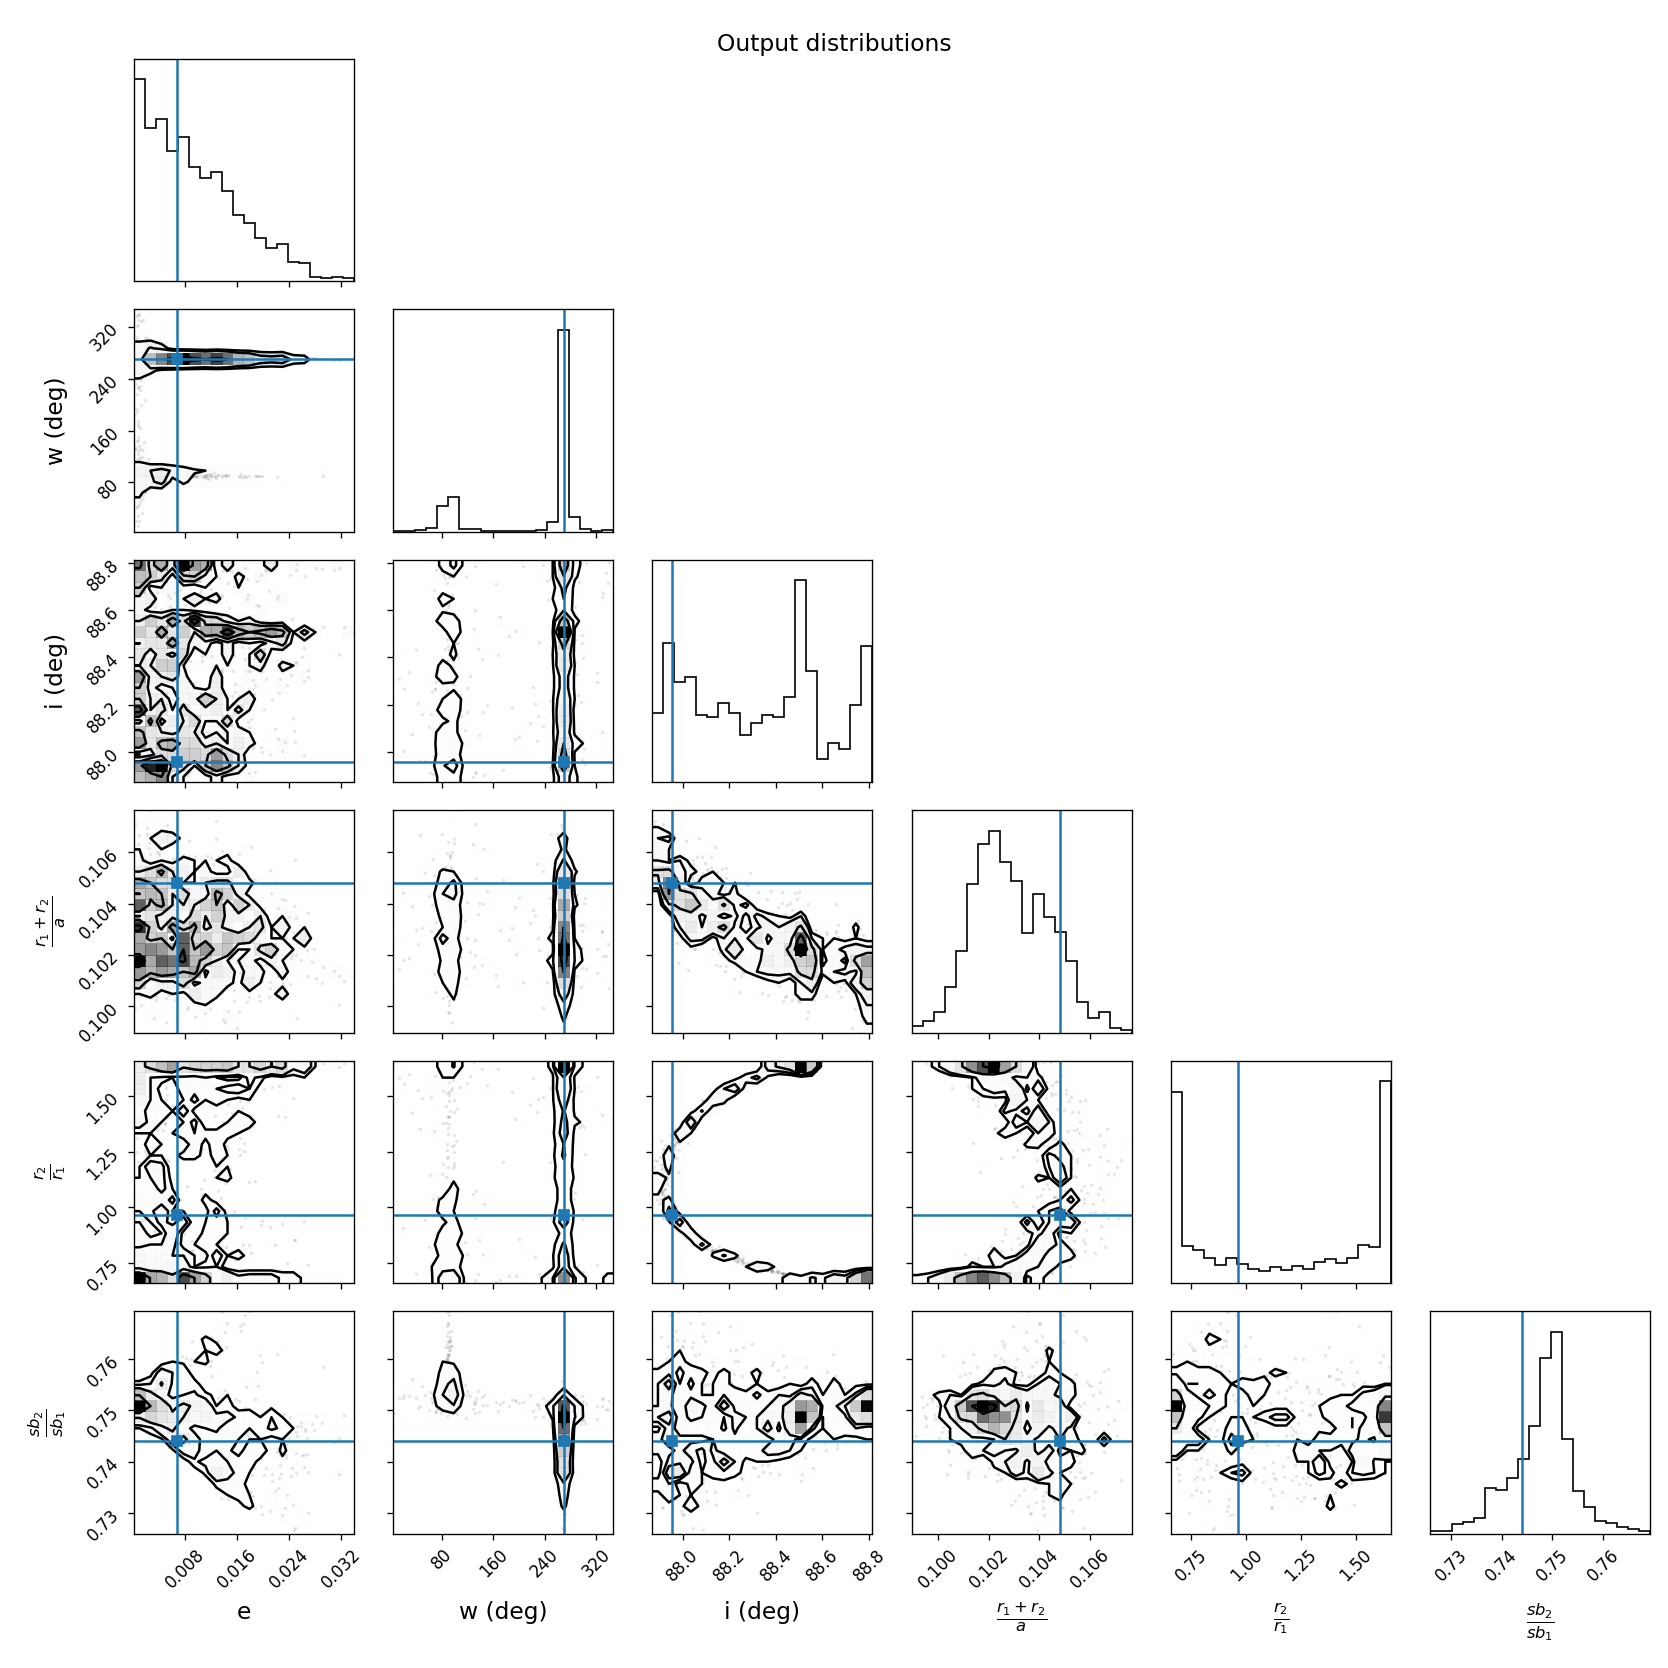 Output distributions
320
240
160
80
w (deg)
88.8
88.6
88.4
88.2
88.0
i (deg)
0.106
0.104
0.102
0.100
r1 + r2
a
1.50
1.25
1.00
0.75
r2
r1
0.76
0.75
0.74
0.73
sb2
sb1
0.008 0.016 0.024 0.032 80 160 240 320 88.0 88.2 88.4 88.6 88.8 0.100 0.102 0.104 0.106 0.75 1.00 1.25 1.50 0.73 0.74 0.75 0.76
e w (deg) i (deg) r1 + r2 r2 sb2
a r1 sb1